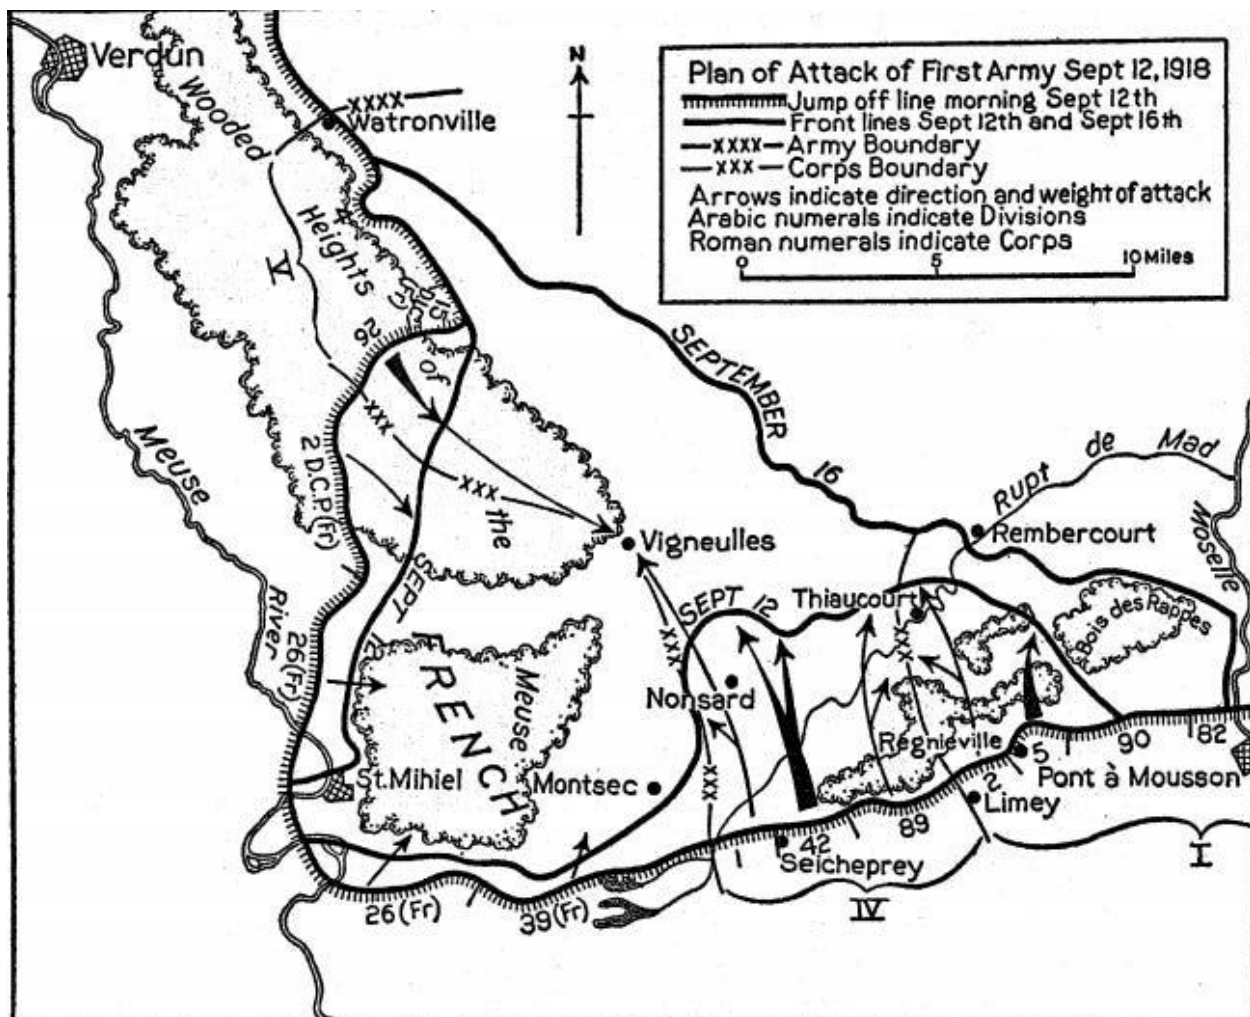 Verdun
N
Plan of Attack of First Army Sept 12, 1918
Jump off line morning Sept 12th
Front lines Sept 12th and Sept 16th
—XXXX— Army Boundary
—XXX— Corps Boundary
Arrows indicate direction and weight of attack
Arabic numerals indicate Divisions
Roman numerals indicate Corps
0 5 10 Miles
Wooded
XXXX
Watronville
4
Heights
V
15
26
of
SEPTEMBER
16
XXX
Meuse
2 D.C.P. (Fr)
XXX
the
Rupt de Mad
Rembercourt
Moselle
Vigneulles
SEPT
12
SEPT 12
Thiaucourt
Bois des Rappes
River
26 (Fr)
FRENCH
Meuse
XXX
XXX
Nonsard
Regnieville
5
90
82
St. Mihiel
Montsec
XXX
2
Pont à Mousson
Limey
89
42
Seicheprey
I
26 (Fr)
39 (Fr)
IV